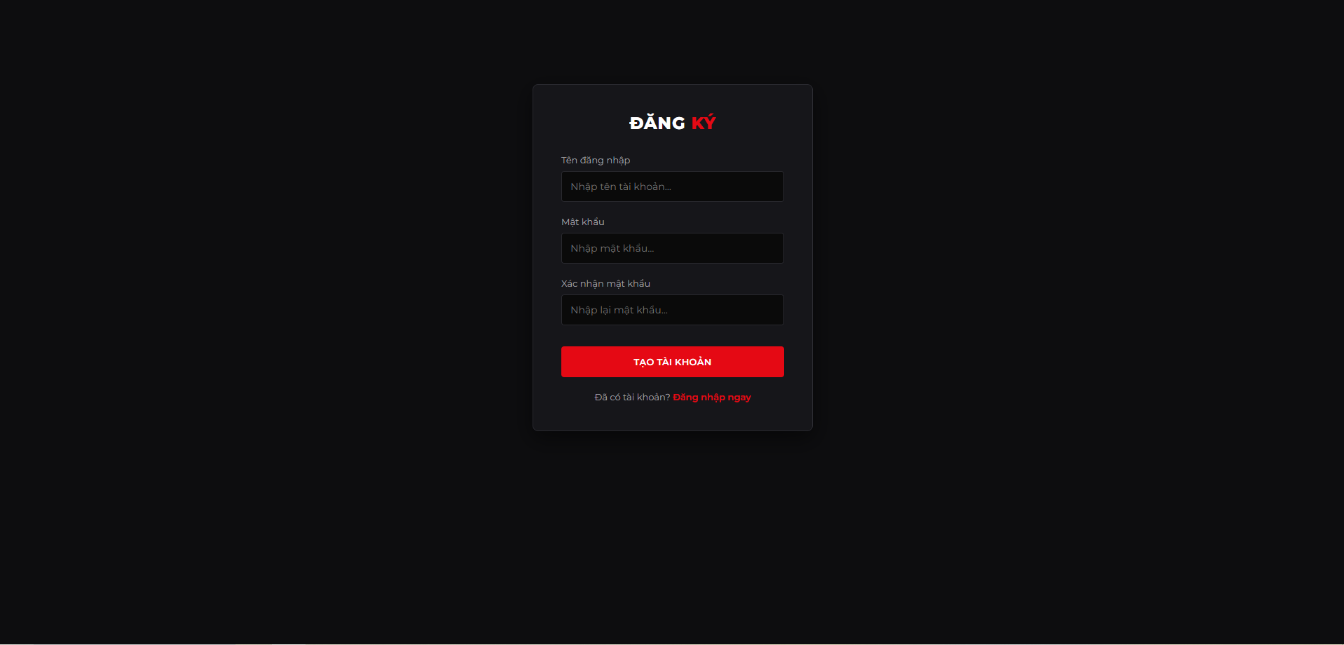 ĐĂNG KÝ
Tên đăng nhập
Nhập tên tài khoản...
Mật khẩu
Nhập mật khẩu...
Xác nhận mật khẩu
Nhập lại mật khẩu...
TẠO TÀI KHOẢN
Đã có tài khoản? Đăng nhập ngay